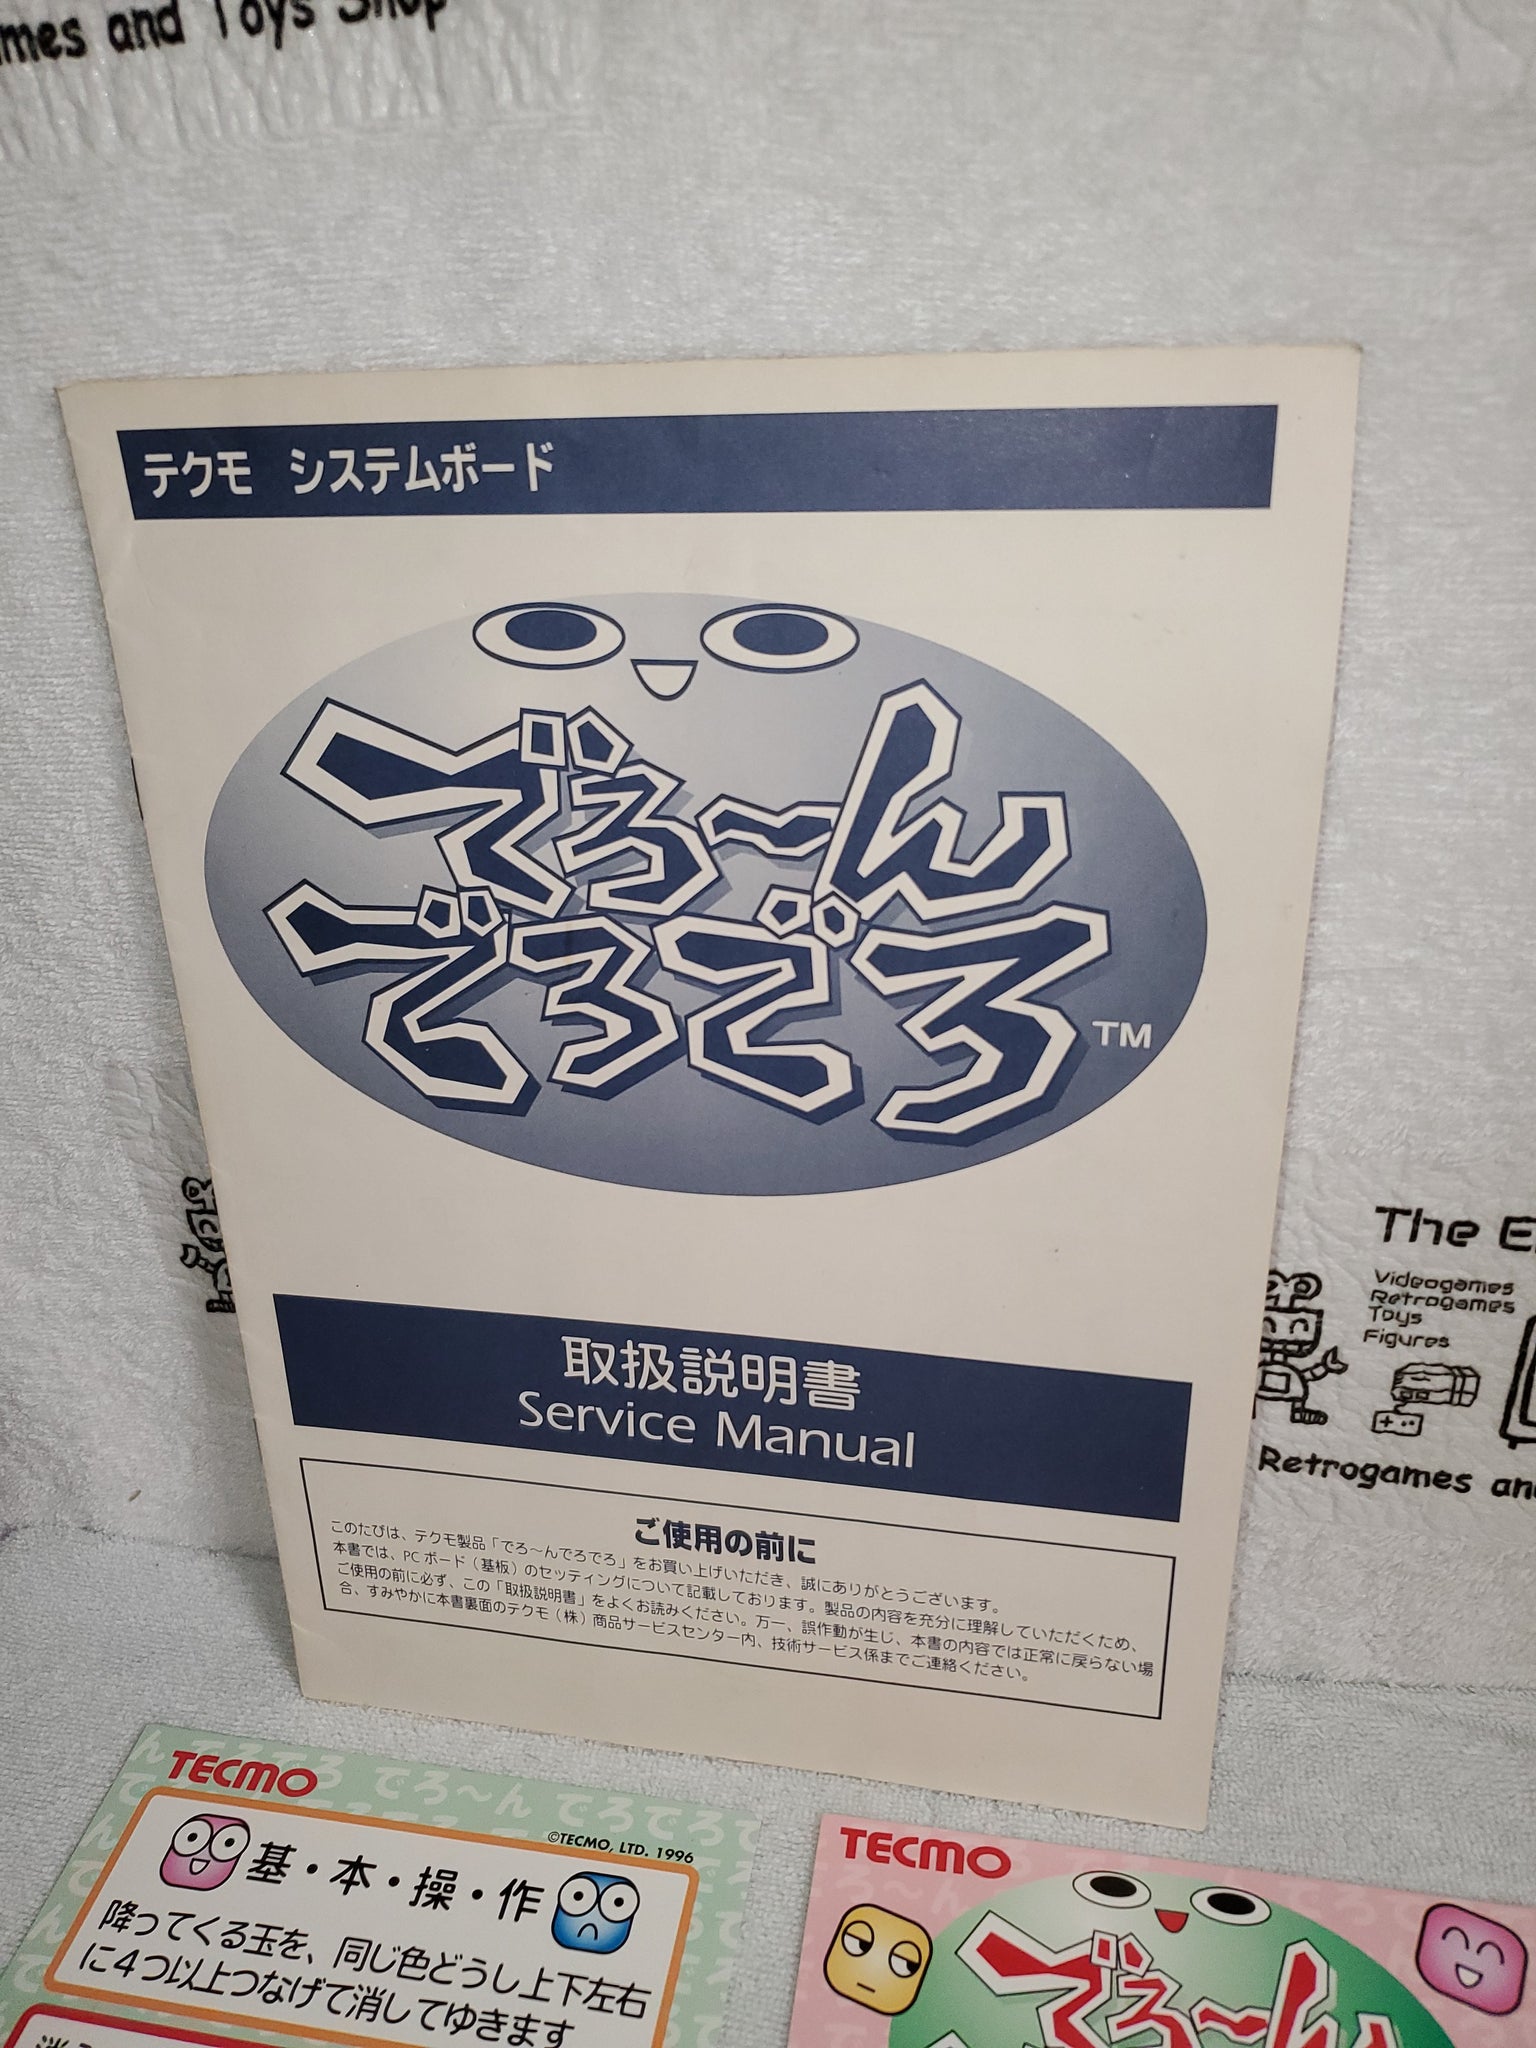 mes and Toys Shop
テクモ システムボード
でろ～ん
でろでろ
TM
取扱説明書
Service Manual
ご使用の前に
このたびは、テクモ製品「でろ～んでろでろ」をお買い上げいただき、誠にありがとうございます。
本書では、PCボード（基板）のセッティングについて記載しております。製品の内容を充分に理解していただくため、
ご使用の前に必ず、この「取扱説明書」をよくお読みください。万一、誤作動が生じ、本書の内容では正常に戻らない場
合、すみやかに本書裏面のテクモ（株）商品サービスセンター内、技術サービス係までご連絡ください。
The
Videogames
Retrogames
Toys
Figures
Retrogames and
TECMO
©TECMO, LTD. 1996
基・本・操・作
降ってくる玉を、同じ色どうし上下左右
に4つ以上つなげて消してゆきます
TECMO
でろ～ん